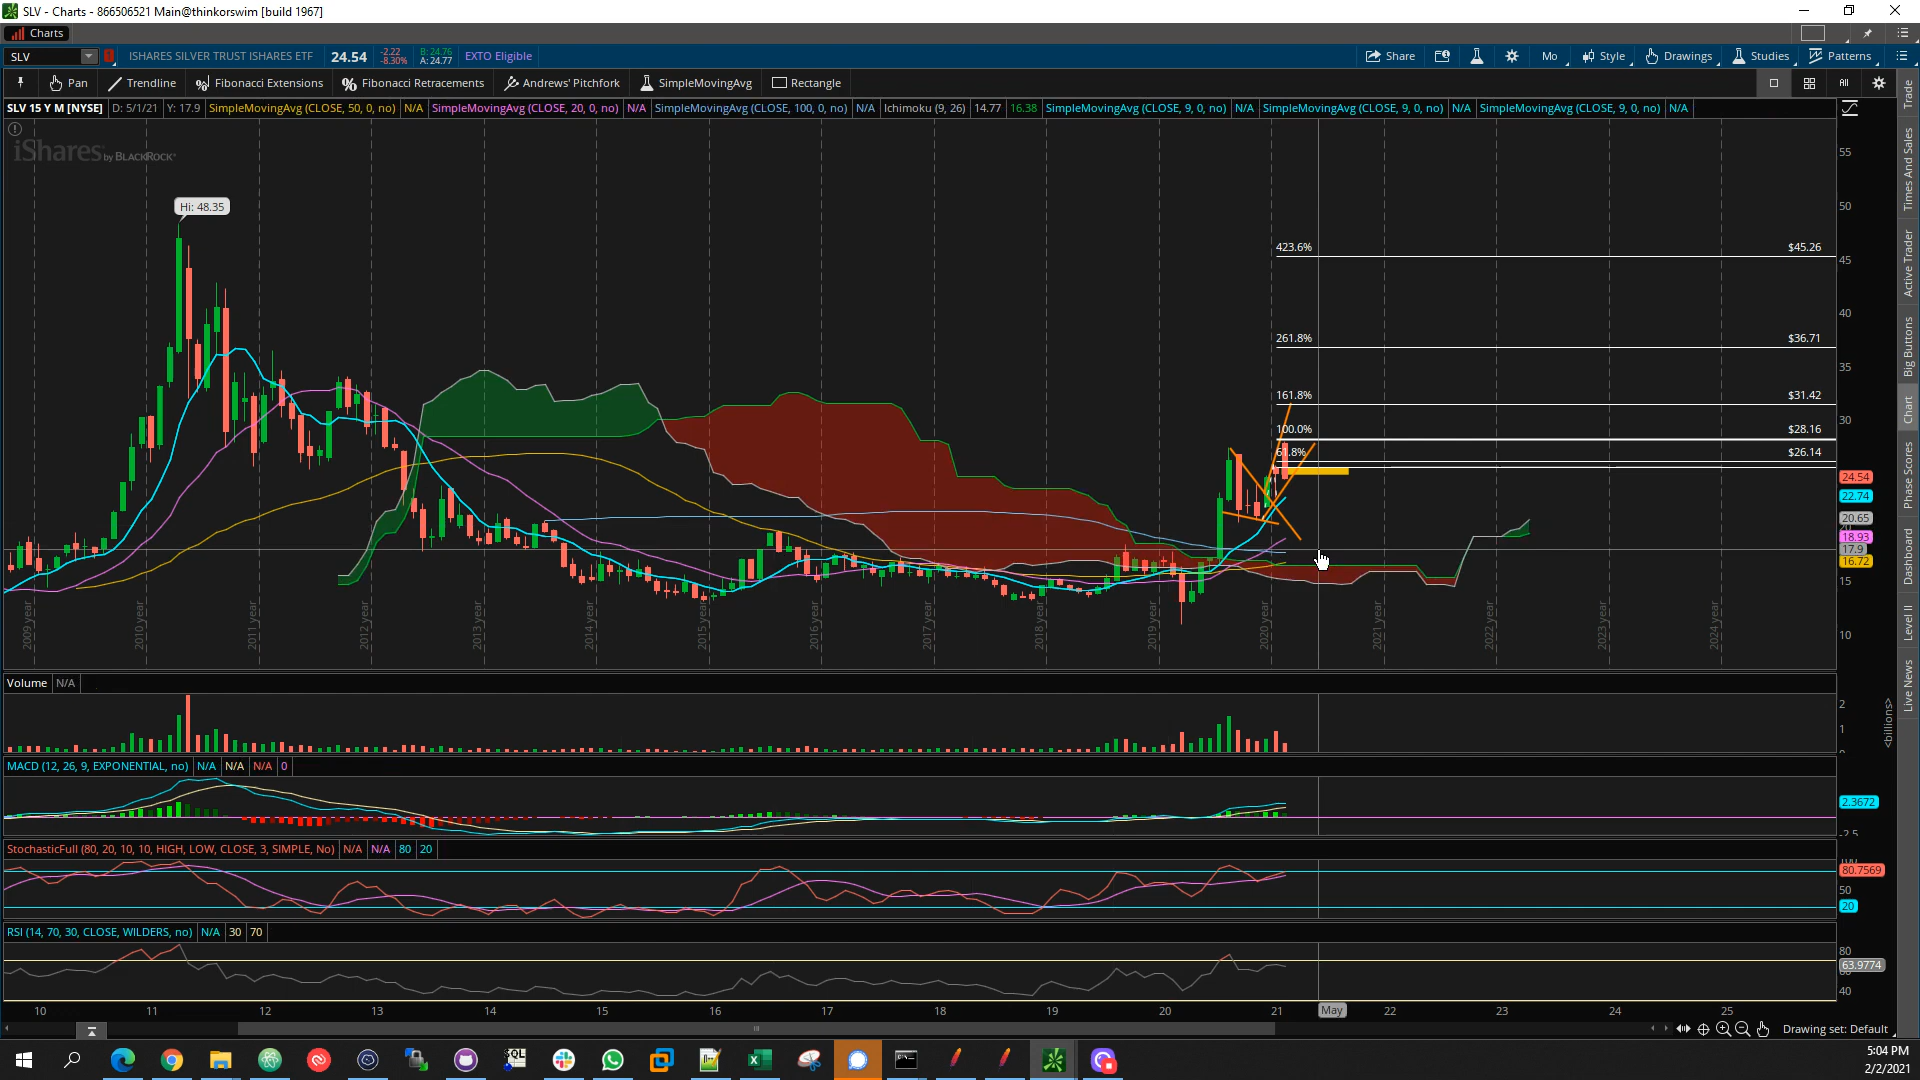 SLV - Charts - 866506521 Main@thinkorswim [build 1967]
Charts
SLV ISHARES SILVER TRUST ISHARES ETF 24.54 -2.22 -8.30% B: 24.76 A: 24.77 EXTO Eligible Share Mo Style Drawings Studies Patterns
Pan Trendline Fibonacci Extensions Fibonacci Retracements Andrews' Pitchfork SimpleMovingAvg Rectangle All
SLV 15 Y M [NYSE] D: 5/1/21 Y: 17.9 SimpleMovingAvg (CLOSE, 50, 0, no) N/A SimpleMovingAvg (CLOSE, 20, 0, no) N/A SimpleMovingAvg (CLOSE, 100, 0, no) N/A Ichimoku (9, 26) 14.77 16.38 SimpleMovingAvg (CLOSE, 9, 0, no) N/A SimpleMovingAvg (CLOSE, 9, 0, no) N/A SimpleMovingAvg (CLOSE, 9, 0, no) N/A
iShares by BLACKROCK
Hi: 48.35
423.6% $45.26
261.8% $36.71
161.8% $31.42
100.0% $28.16
61.8% $26.14
55
50
45
40
35
30
24.54
22.74
20.65
20
18.93
17.9
16.72
15
10
2009 year 2010 year 2011 year 2012 year 2013 year 2014 year 2015 year 2016 year 2017 year 2018 year 2019 year 2020 year 2021 year 2022 year 2023 year 2024 year
Volume N/A
2
1
<billions>
MACD (12, 26, 9, EXPONENTIAL, no) N/A N/A N/A 0
2.3672
-2.5
StochasticFull (80, 20, 10, 10, HIGH, LOW, CLOSE, 3, SIMPLE, No) N/A N/A 80 20
100
80.7569
50
20
RSI (14, 70, 30, CLOSE, WILDERS, no) N/A 30 70
80
63.9774
40
10 11 12 13 14 15 16 17 18 19 20 21 May 22 23 24 25
Drawing set: Default
Trade
Times And Sales
Active Trader
Big Buttons
Chart
Phase Scores
Dashboard
Level II
Live News
SQL
5:04 PM
2/2/2021